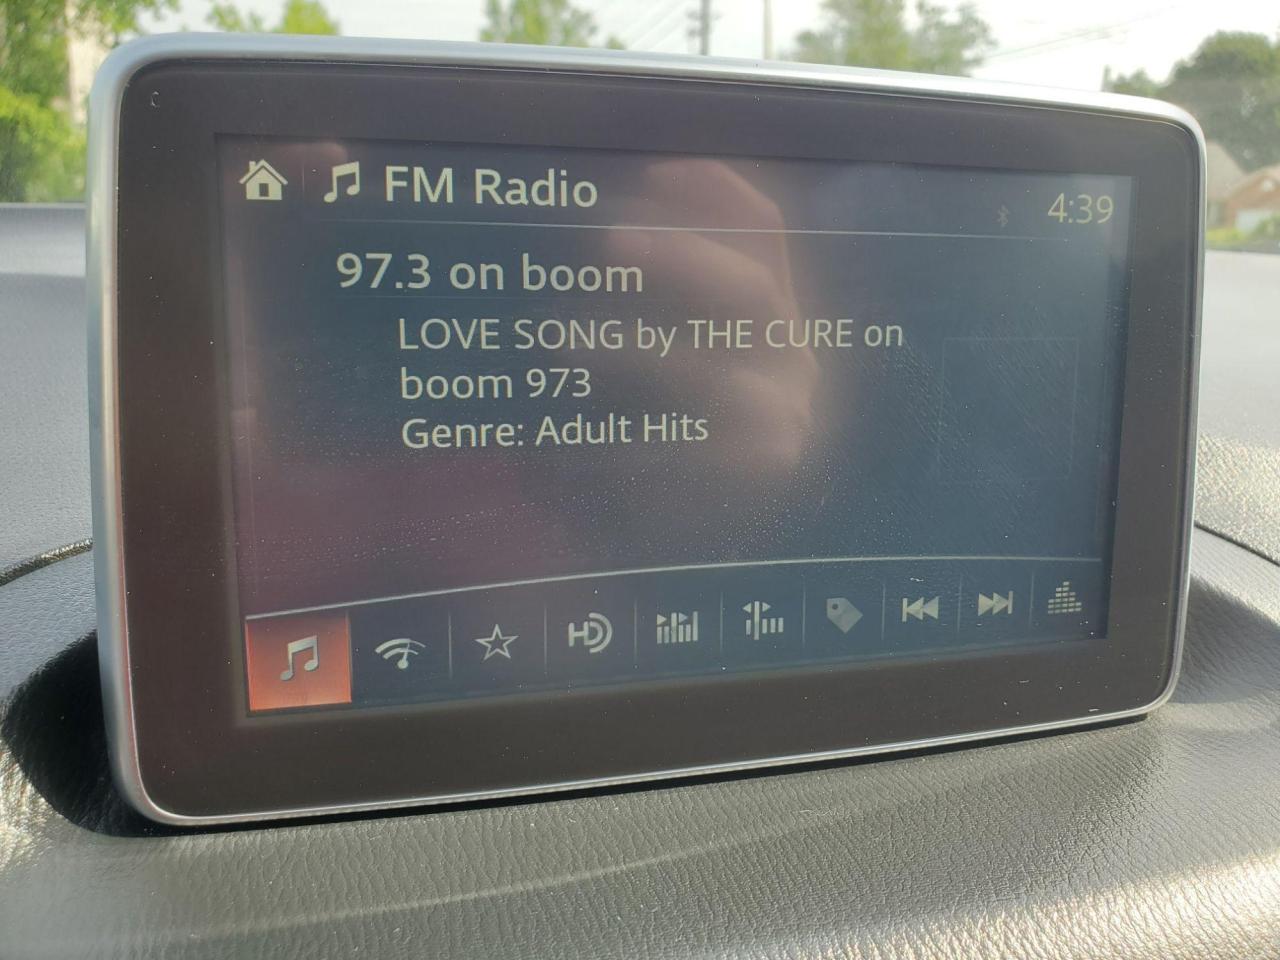 FM Radio
4:39
97.3 on boom
LOVE SONG by THE CURE on
boom 973
Genre: Adult Hits
HD